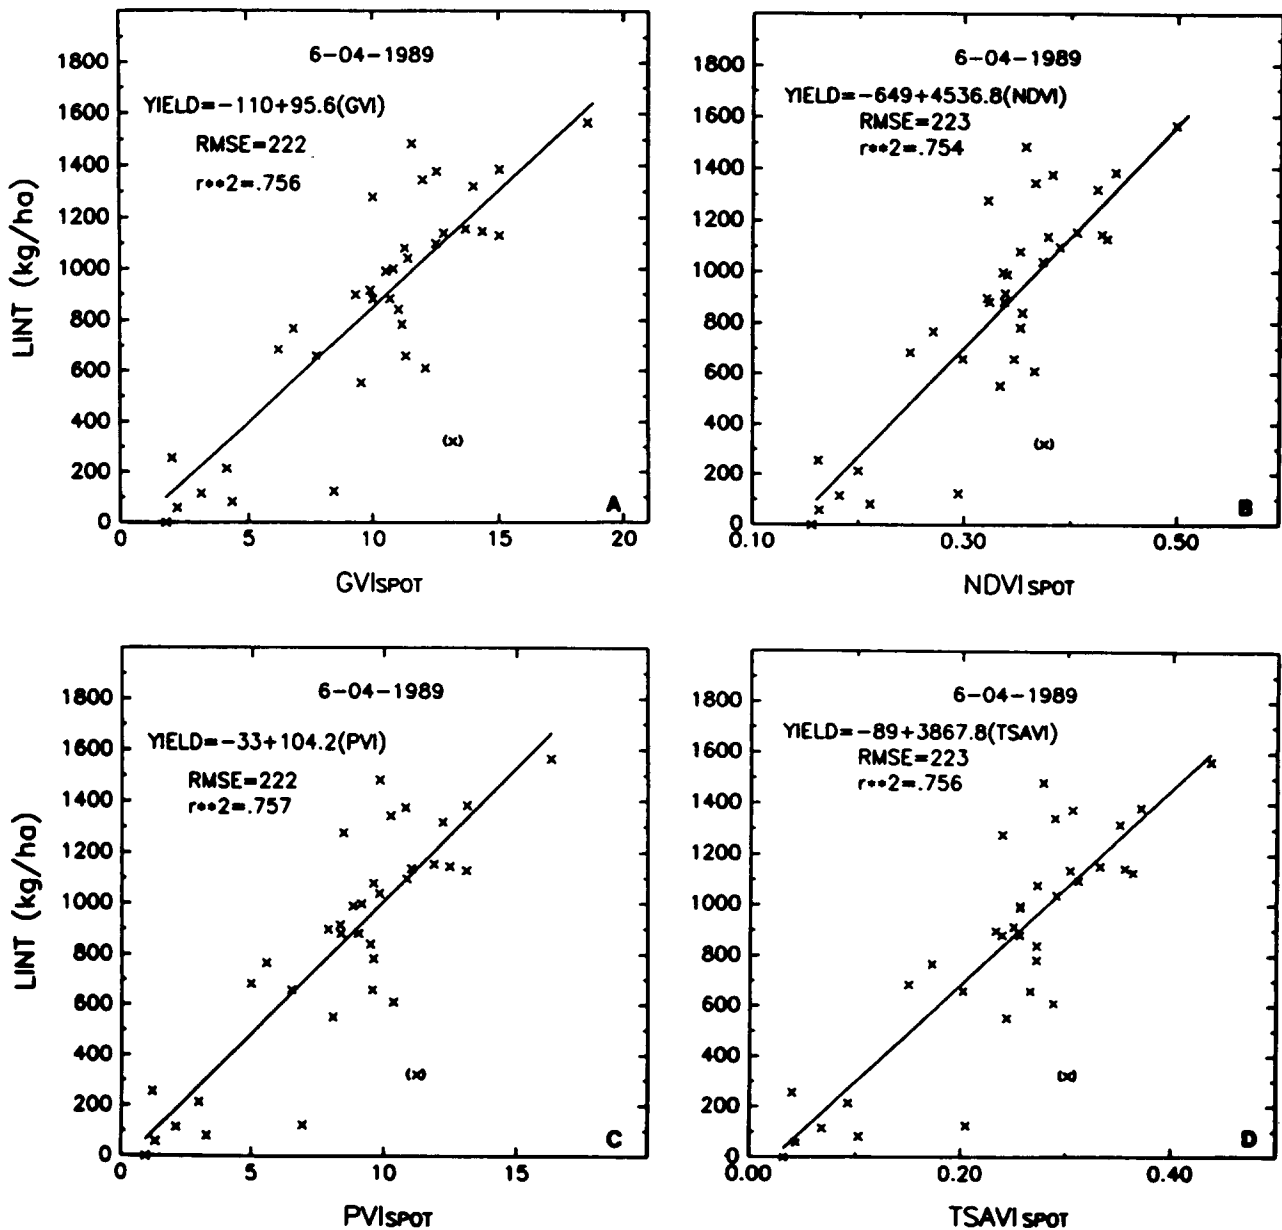 6-04-1989
YIELD=-110+95.6(GVI)
RMSE=222
r**2=.756
LINT (kg/ha)
1800
1600
1400
1200
1000
800
600
400
200
0
0 5 10 15 20
A
GVISPOT
6-04-1989
YIELD=-649+4536.8(NDVI)
RMSE=223
r**2=.754
1800
1600
1400
1200
1000
800
600
400
200
0
0.10 0.30 0.50
B
NDVISPOT
6-04-1989
YIELD=-33+104.2(PVI)
RMSE=222
r**2=.757
LINT (kg/ha)
1800
1600
1400
1200
1000
800
600
400
200
0
0 5 10 15
C
PVISPOT
6-04-1989
YIELD=-89+3867.8(TSAVI)
RMSE=223
r**2=.756
1800
1600
1400
1200
1000
800
600
400
200
0
0.00 0.20 0.40
D
TSAVISPOT